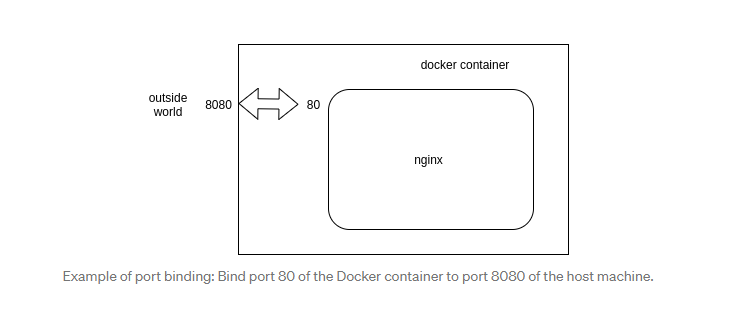 docker container
outside
world
8080
80
nginx
Example of port binding: Bind port 80 of the Docker container to port 8080 of the host machine.